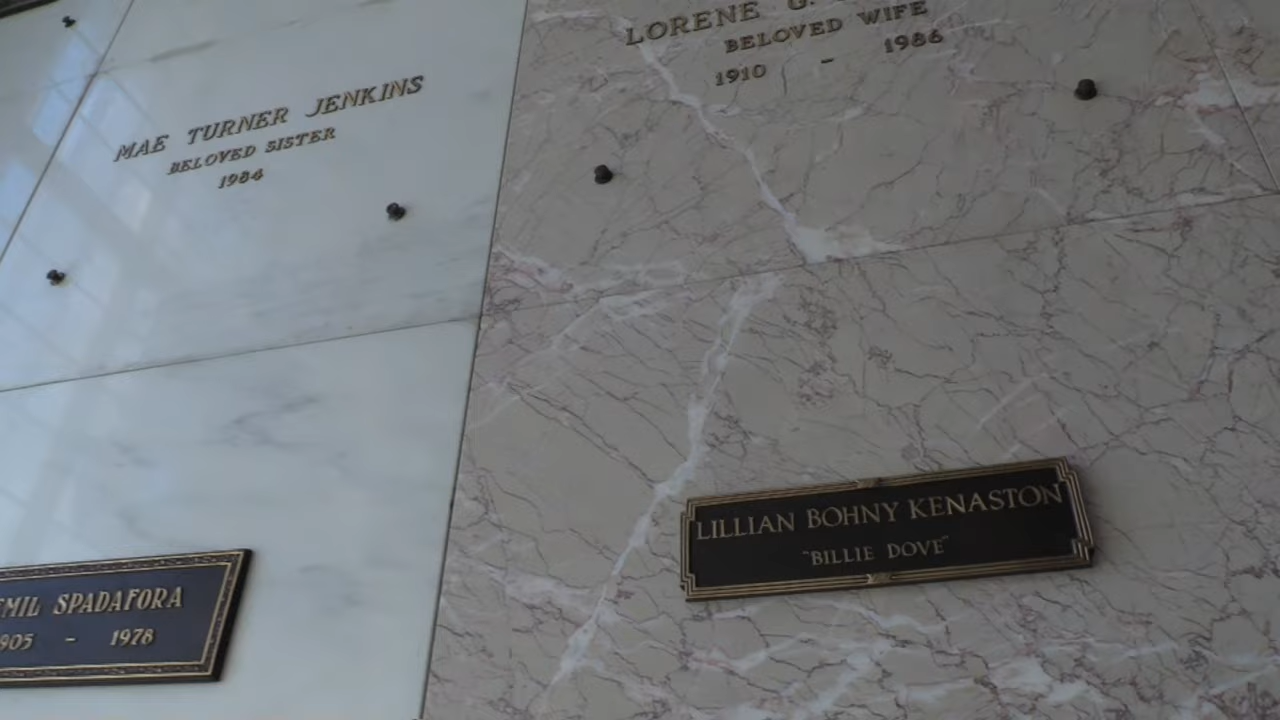 MAE TURNER JENKINS
BELOVED SISTER
1984
LORENE G.
BELOVED WIFE
1910 - 1986
LILLIAN BOHNY KENASTON
"BILLIE DOVE"
EMIL SPADAFORA
1905 - 1978